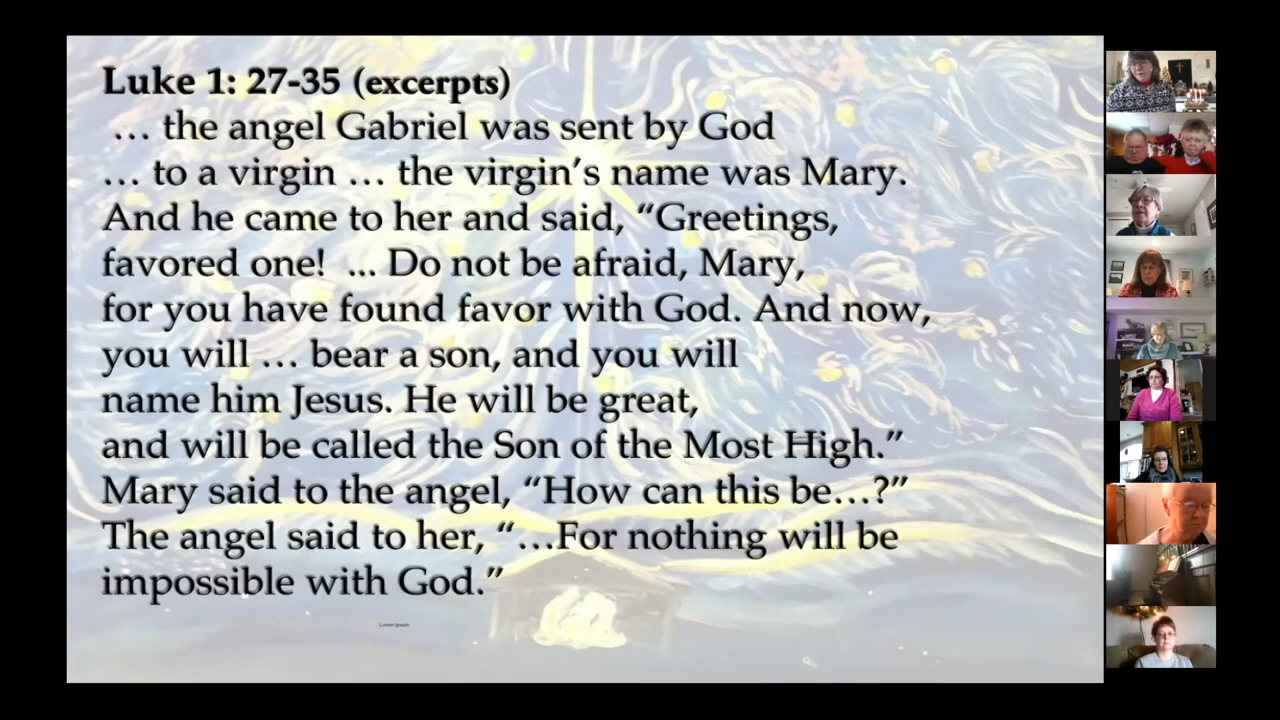 Luke 1: 27-35 (excerpts)
… the angel Gabriel was sent by God
… to a virgin … the virgin’s name was Mary.
And he came to her and said, “Greetings,
favored one! ... Do not be afraid, Mary,
for you have found favor with God. And now,
you will … bear a son, and you will
name him Jesus. He will be great,
and will be called the Son of the Most High.”
Mary said to the angel, “How can this be…?”
The angel said to her, “…For nothing will be
impossible with God.”
Lorem Ipsum